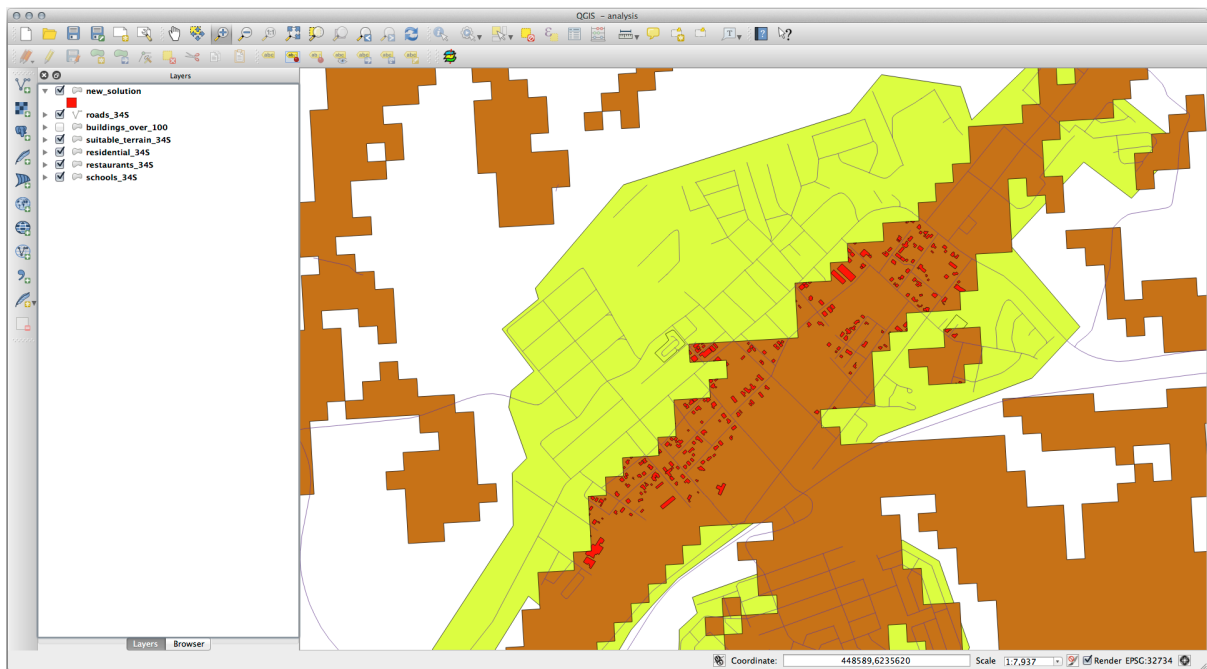 QGIS - analysis
Layers
new_solution
roads_34S
buildings_over_100
suitable_terrain_34S
residential_34S
restaurants_34S
schools_34S
Layers Browser
Coordinate: 448589,6235620 Scale 1:7,937 Render EPSG:32734